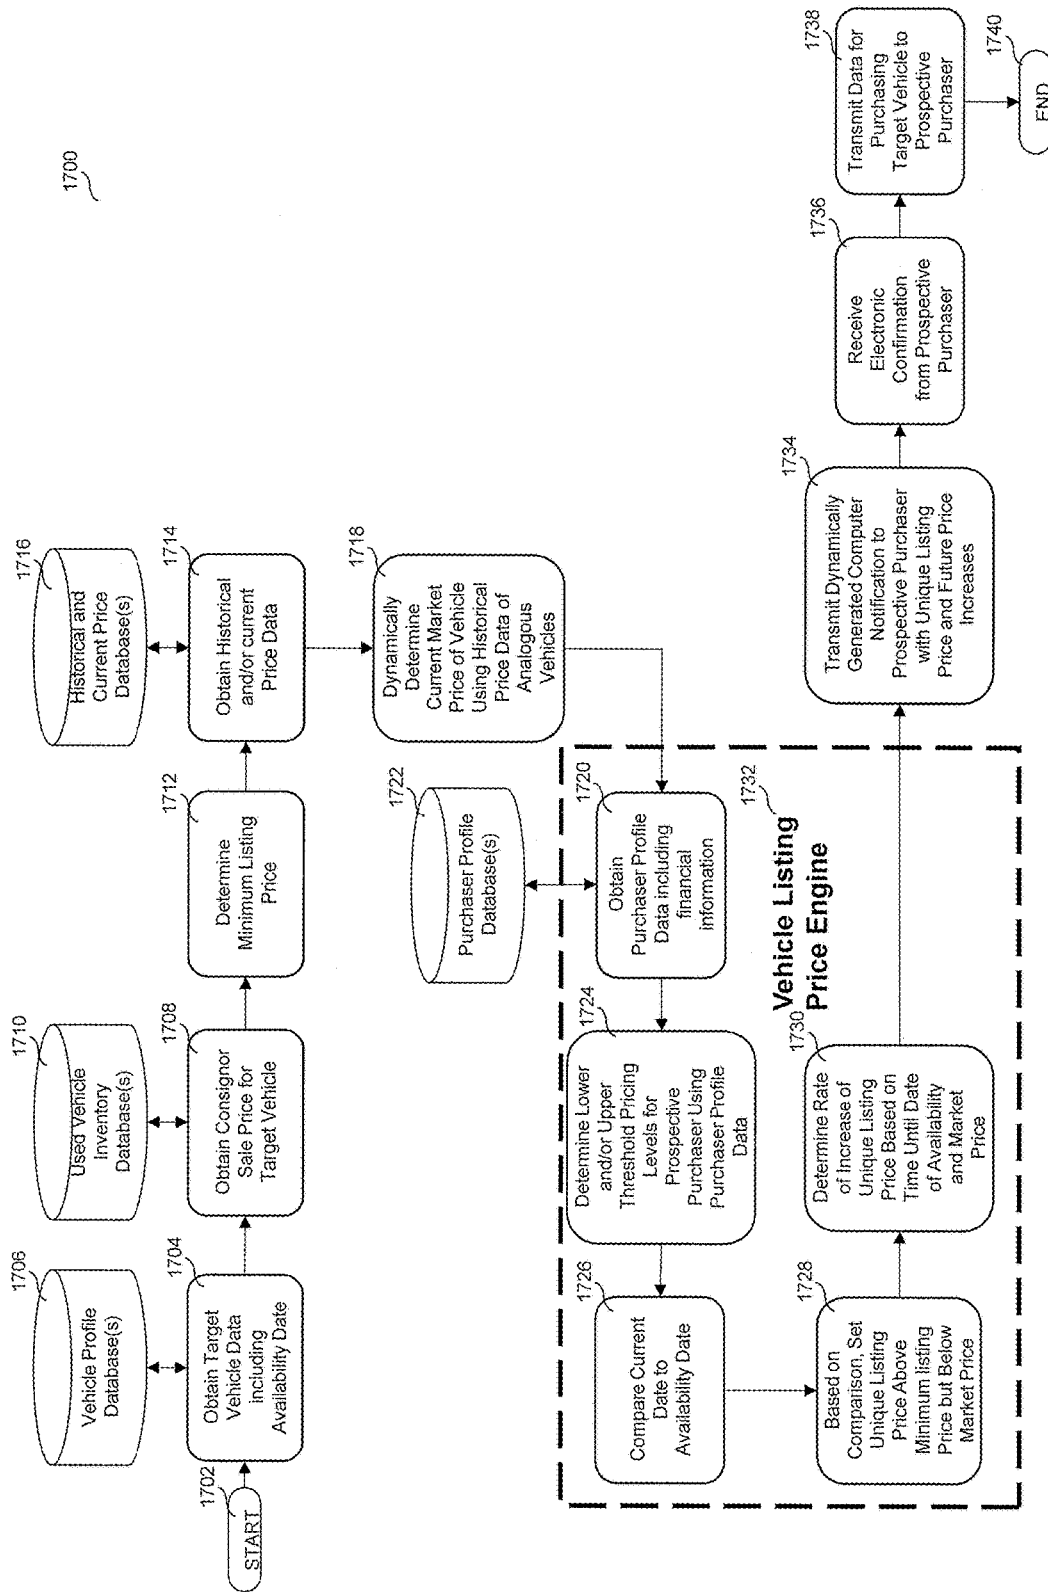 1700
1702
START
1706
Vehicle Profile
Database(s)
1704
Obtain Target
Vehicle Data
including
Availability Date
1710
Used Vehicle
Inventory
Database(s)
1708
Obtain Consignor
Sale Price for
Target Vehicle
1712
Determine
Minimum Listing
Price
1716
Historical and
Current Price
Database(s)
1714
Obtain Historical
and/or current
Price Data
1718
Dynamically
Determine
Current Market
Price of Vehicle
Using Historical
Price Data of
Analogous
Vehicles
1722
Purchaser Profile
Database(s)
1720
Obtain
Purchaser Profile
Data including
financial
information
1724
Determine Lower
and/or Upper
Threshold Pricing
Levels for
Prospective
Purchaser Using
Purchaser Profile
Data
1726
Compare Current
Date to
Availability Date
1732
Vehicle Listing
Price Engine
1728
Based on
Comparison, Set
Unique Listing
Price Above
Minimum listing
Price but Below
Market Price
1730
Determine Rate
of Increase of
Unique Listing
Price Based on
Time Until Date
of Availability
and Market
Price
1734
Transmit Dynamically
Generated Computer
Notification to
Prospective Purchaser
with Unique Listing
Price and Future Price
Increases
1736
Receive
Electronic
Confirmation
from Prospective
Purchaser
1738
Transmit Data for
Purchasing
Target Vehicle to
Prospective
Purchaser
1740
END